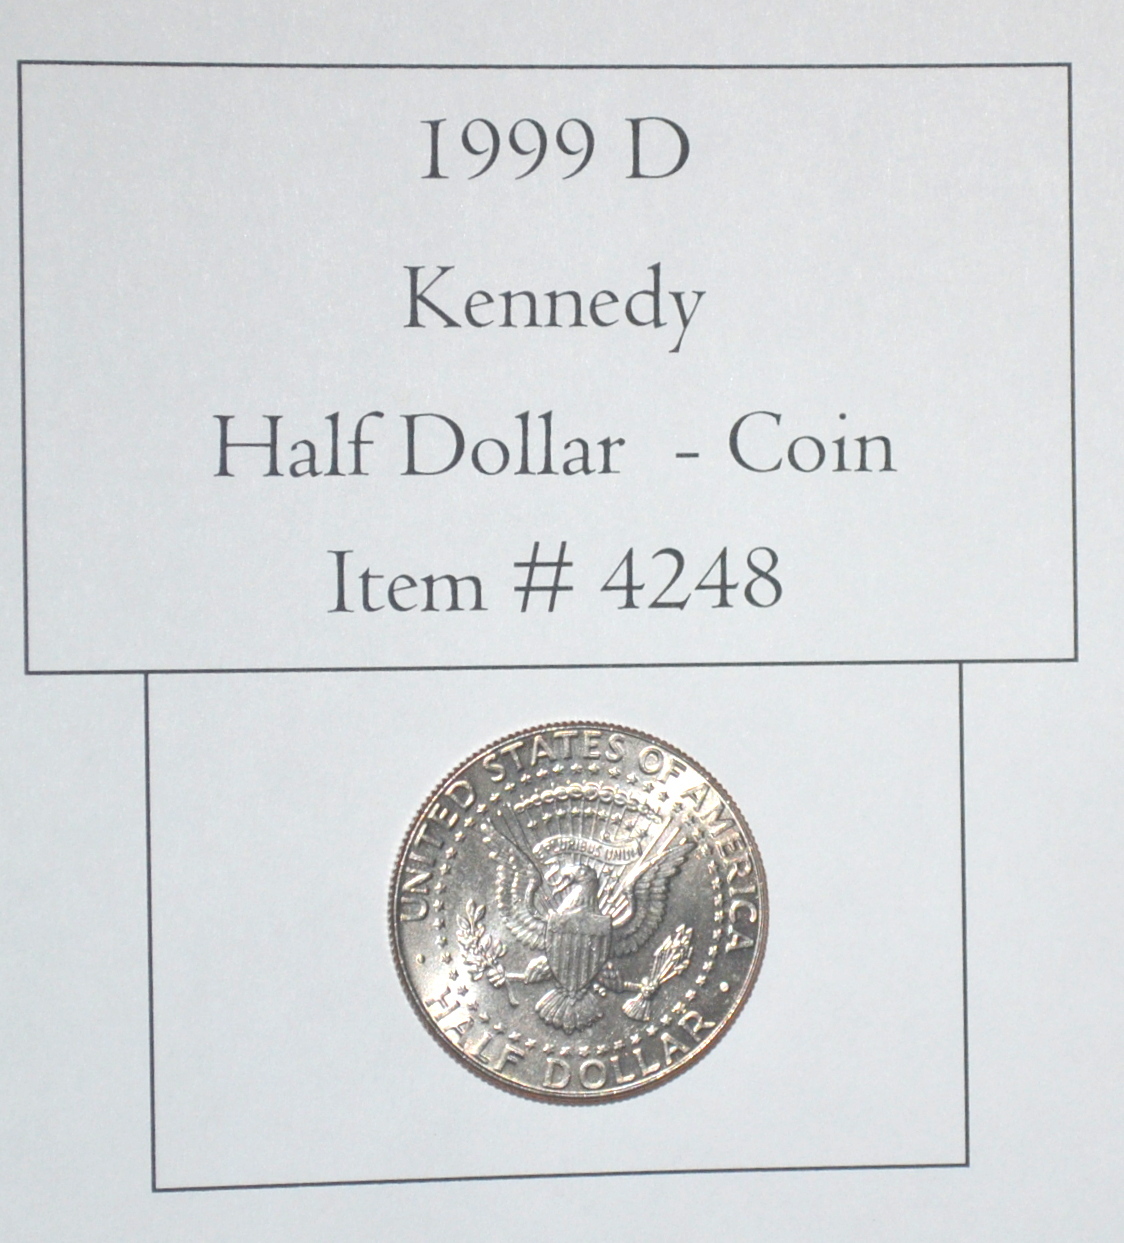 1999 D
Kennedy
Half Dollar - Coin
Item # 4248
UNITED STATES OF AMERICA
PLURIBUS UNUM
HALF DOLLAR